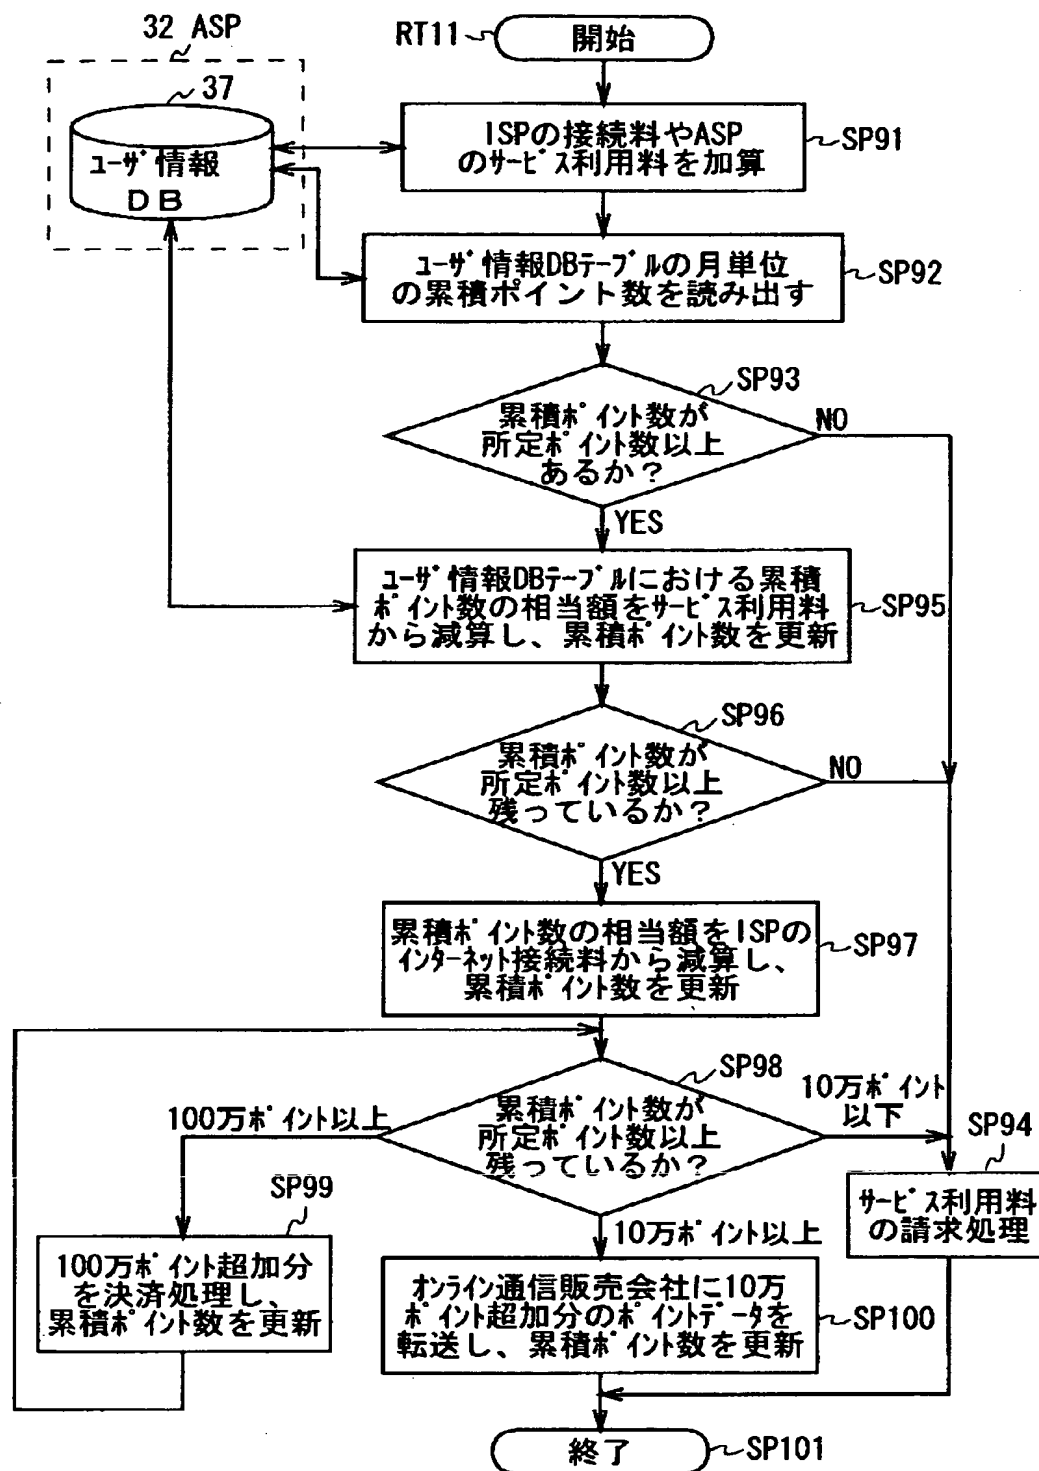 32 ASP
RT11
開始
37
ユーザ情報
DB
ISPの接続料やASP
のサービス利用料を加算
SP91
ユーザ情報DBテーブルの月単位
の累積ポイント数を読み出す
SP92
SP93
累積ポイント数が
所定ポイント数以上
あるか?
NO
YES
ユーザ情報DBテーブルにおける累積
ポイント数の相当額をサービス利用料
から減算し、累積ポイント数を更新
SP95
SP96
累積ポイント数が
所定ポイント数以上
残っているか?
NO
YES
累積ポイント数の相当額をISPの
インターネット接続料から減算し、
累積ポイント数を更新
SP97
SP98
累積ポイント数が
所定ポイント数以上
残っているか?
100万ポイント以上
10万ポイント
以下
SP94
サービス利用料
の請求処理
SP99
100万ポイント超加分
を決済処理し、
累積ポイント数を更新
10万ポイント以上
オンライン通信販売会社に10万
ポイント超加分のポイントデータを
転送し、累積ポイント数を更新
SP100
終了
SP101